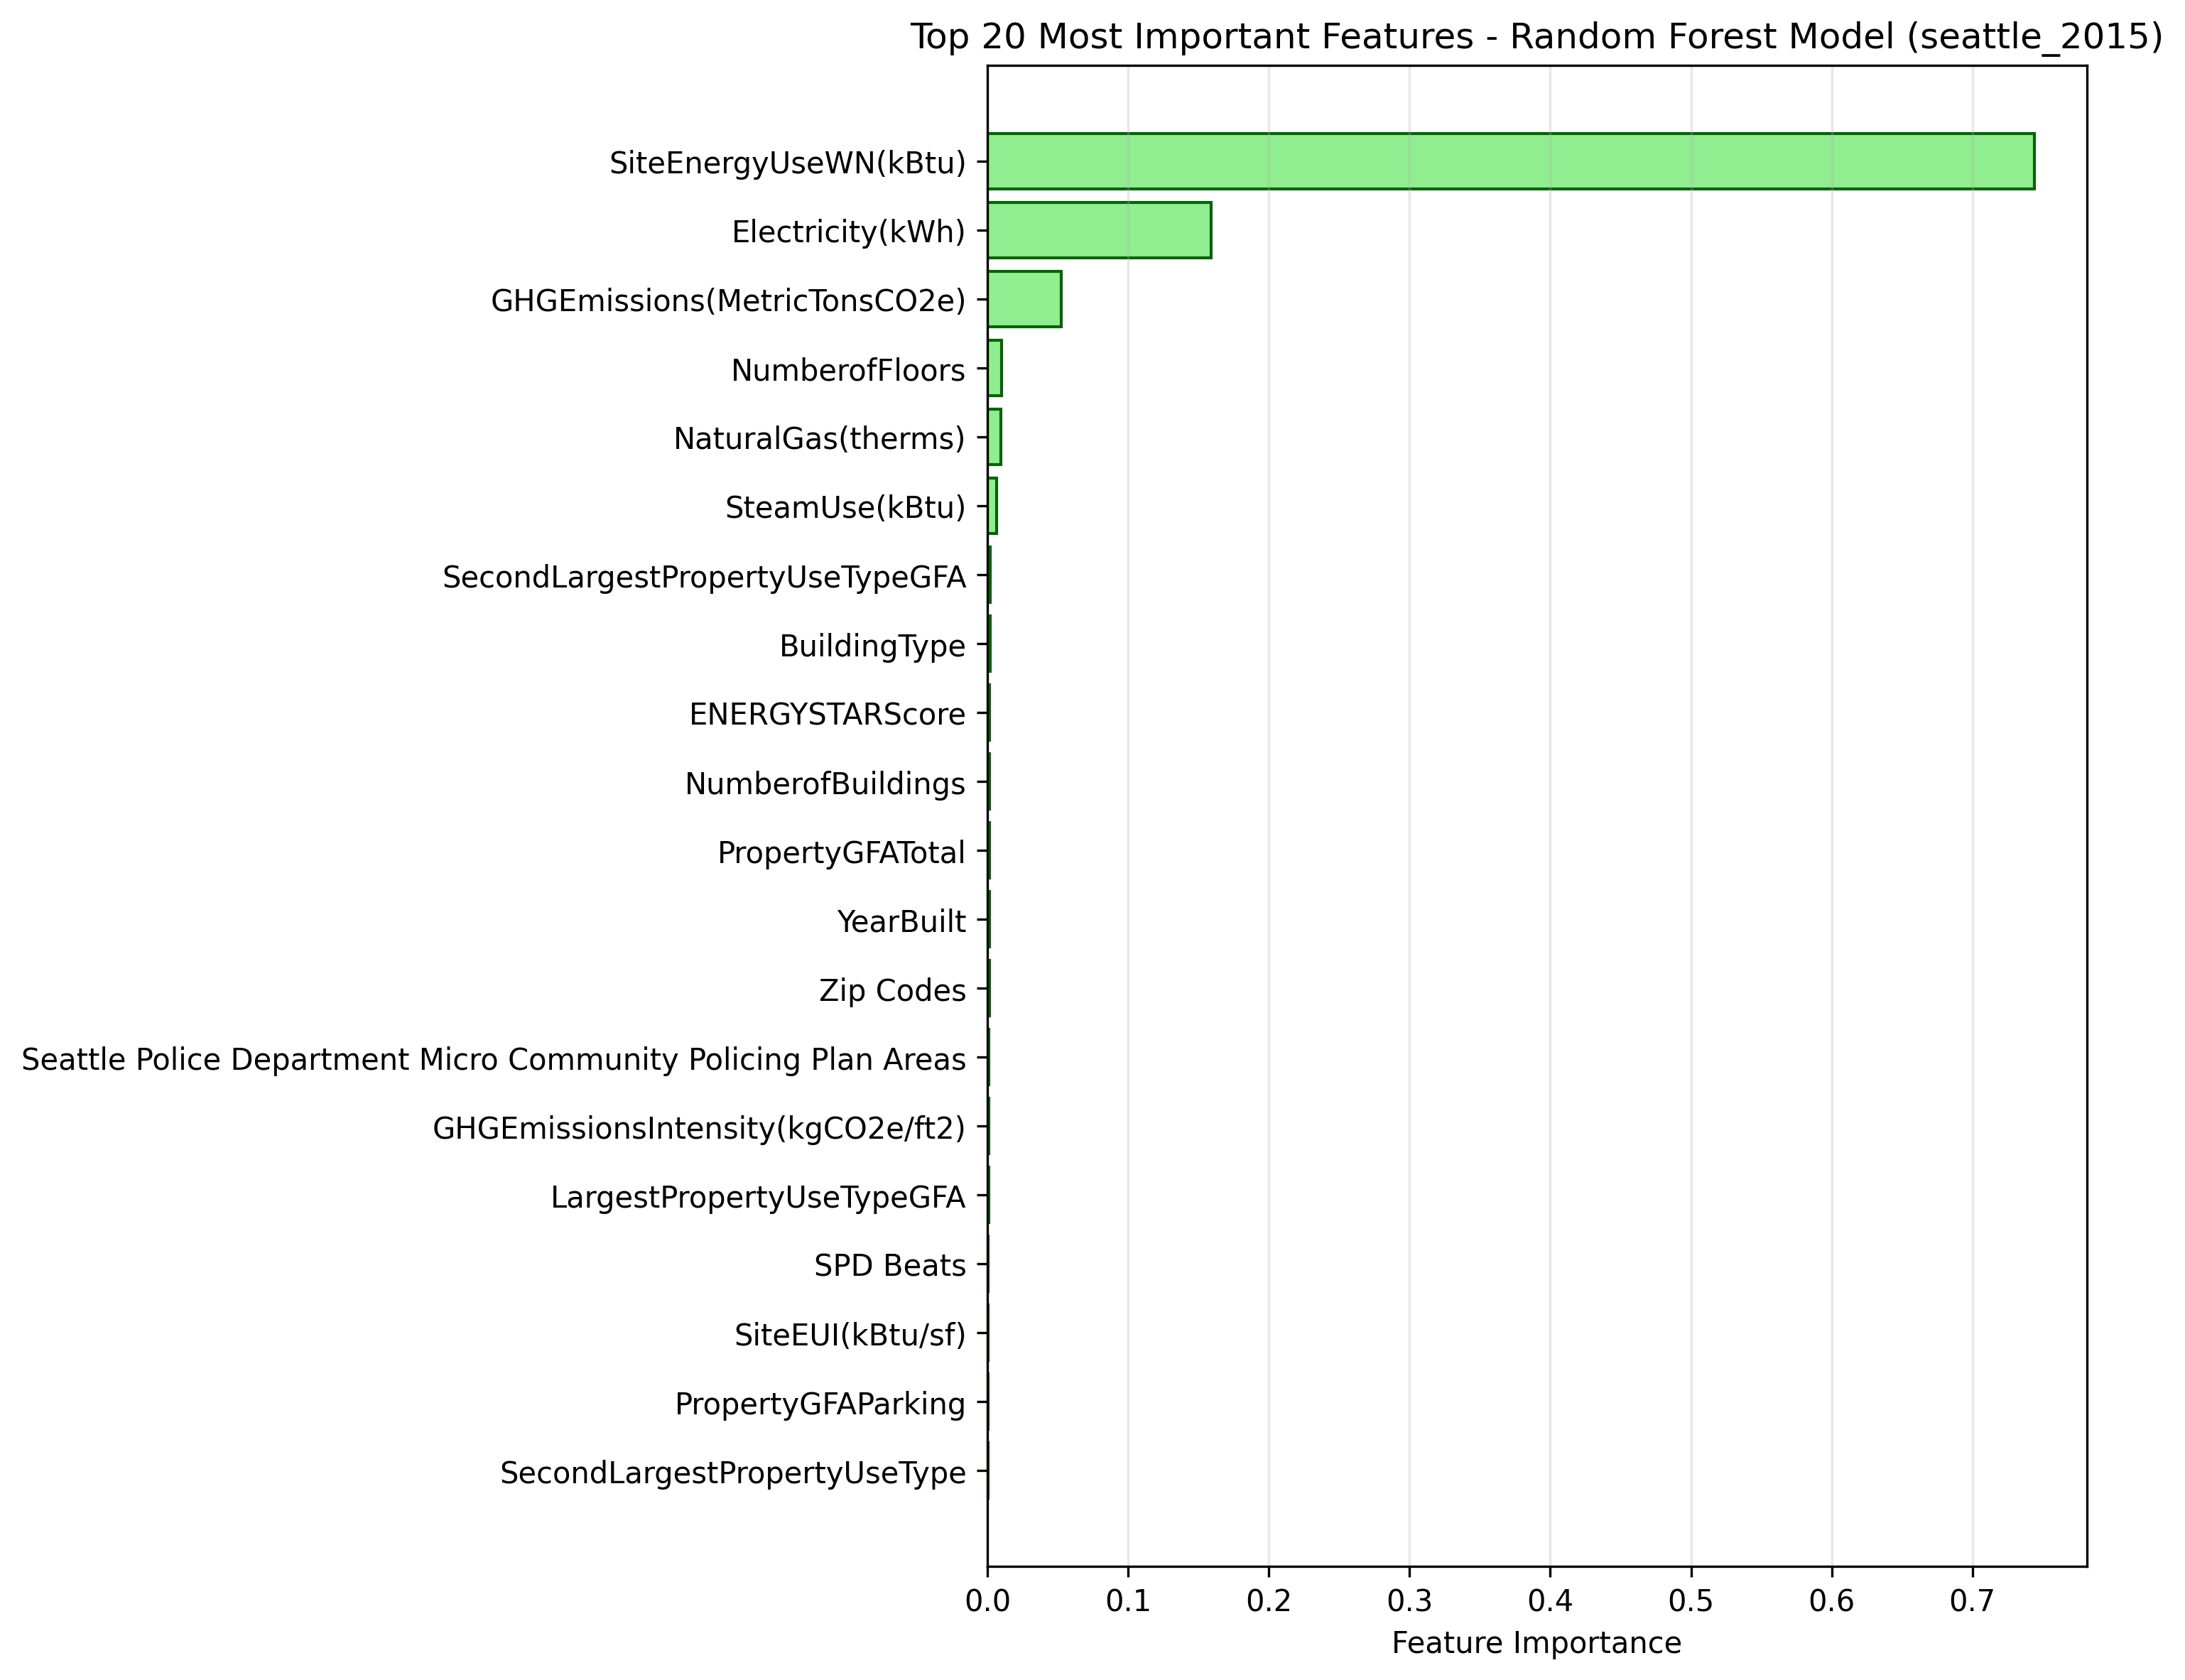 Top 20 Most Important Features - Random Forest Model (seattle_2015)
SiteEnergyUseWN(kBtu)
Electricity(kWh)
GHGEmissions(MetricTonsCO2e)
NumberofFloors
NaturalGas(therms)
SteamUse(kBtu)
SecondLargestPropertyUseTypeGFA
BuildingType
ENERGYSTARScore
NumberofBuildings
PropertyGFATotal
YearBuilt
Zip Codes
Seattle Police Department Micro Community Policing Plan Areas
GHGEmissionsIntensity(kgCO2e/ft2)
LargestPropertyUseTypeGFA
SPD Beats
SiteEUI(kBtu/sf)
PropertyGFAParking
SecondLargestPropertyUseType
0.0 0.1 0.2 0.3 0.4 0.5 0.6 0.7
Feature Importance